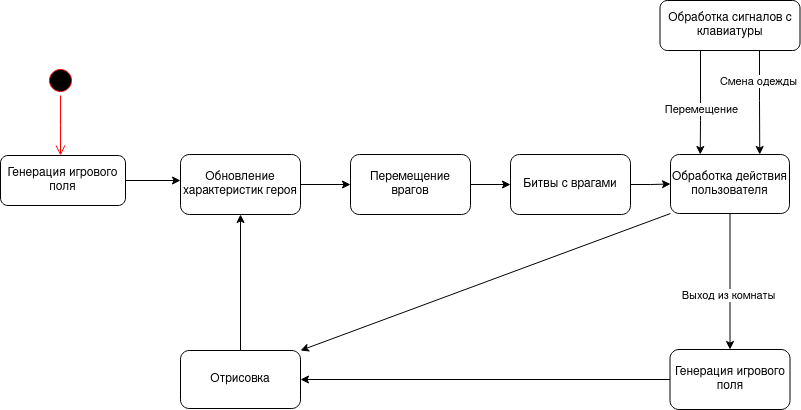 Обработка сигналов с
клавиатуры
Смена одежды
Перемещение
Генерация игрового
поля
Обновление
характеристик героя
Перемещение
врагов
Битвы с врагами
Обработка действия
пользователя
Выход из комнаты
Отрисовка
Генерация игрового
поля